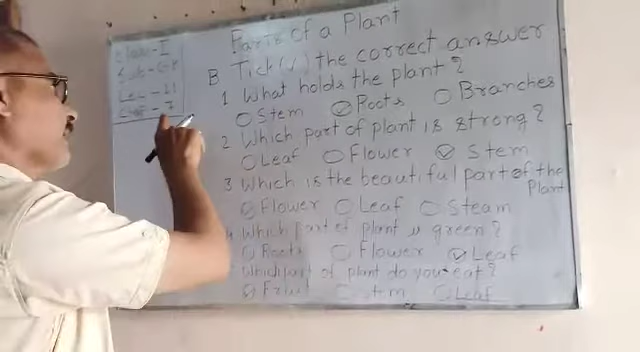 Class - I
Parts of a Plant
B Tick (✓) the correct answer
1 What holds the plant?
Stem Roots Branches
2 Which part of plant is strong?
Leaf Flower Stem
3 Which is the beautiful part of the Plant
Flower Leaf Steam
Which part of plant is green?
Roots Flower Leaf
Which part of plant do you eat?
Fruit Stem Leaf